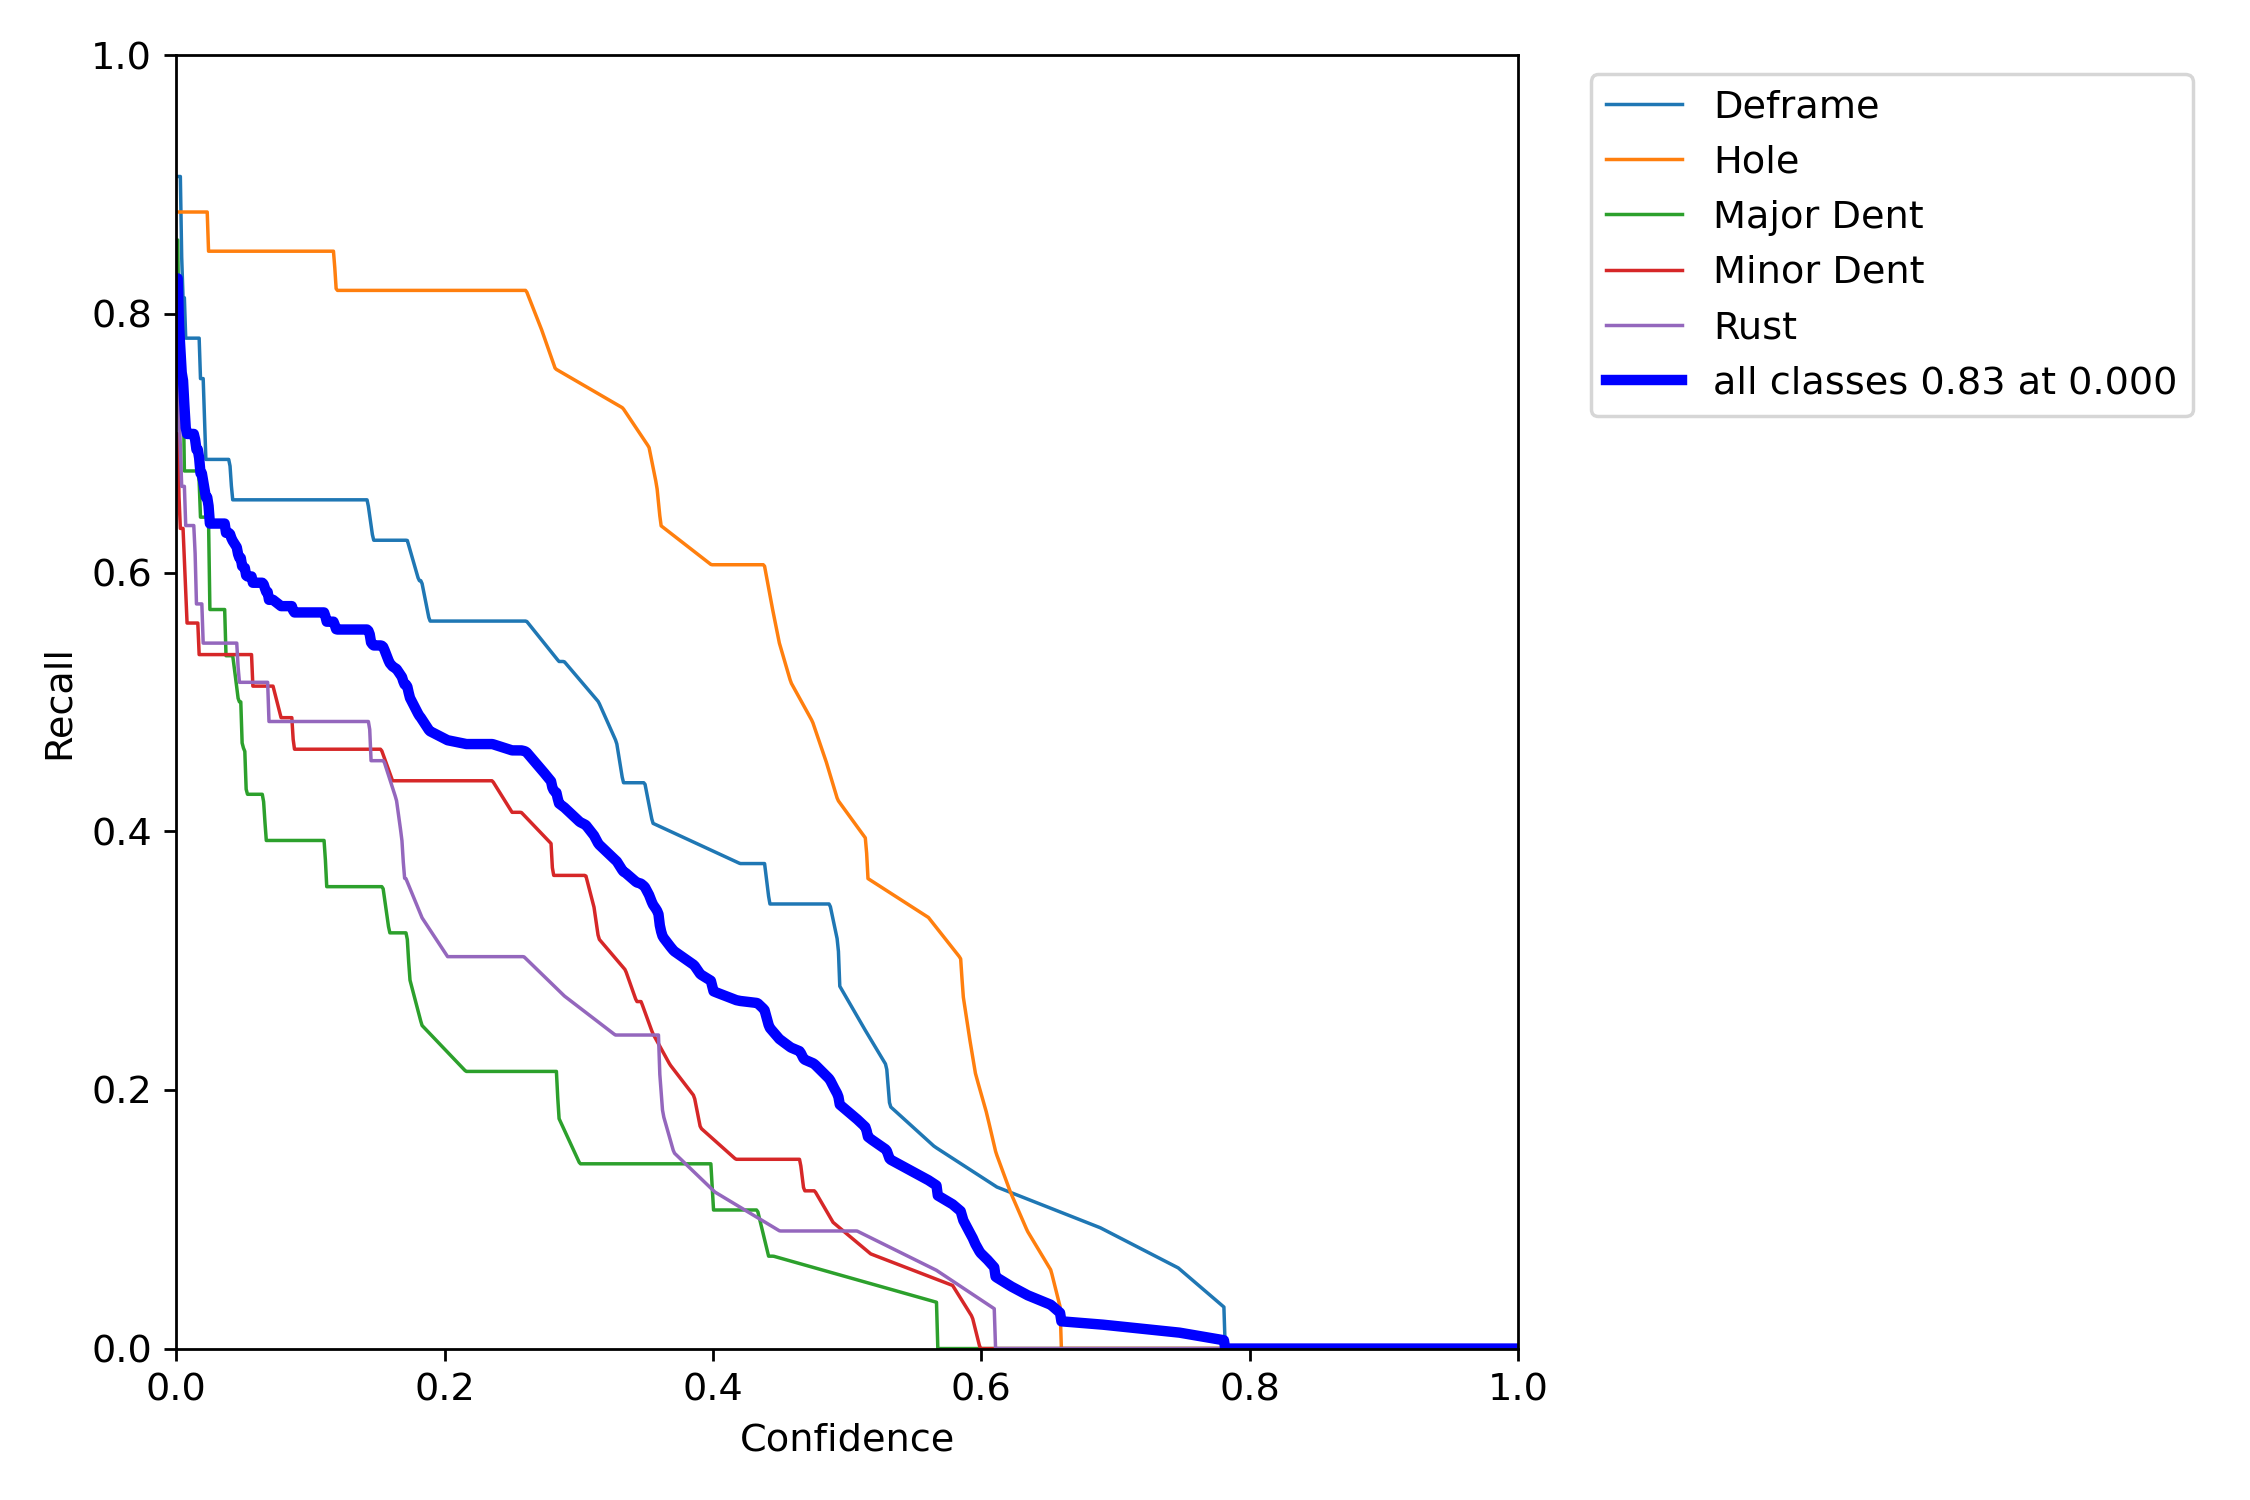 1.0
0.8
0.6
0.4
0.2
0.0
Recall
0.0 0.2 0.4 0.6 0.8 1.0
Confidence
Deframe
Hole
Major Dent
Minor Dent
Rust
all classes 0.83 at 0.000